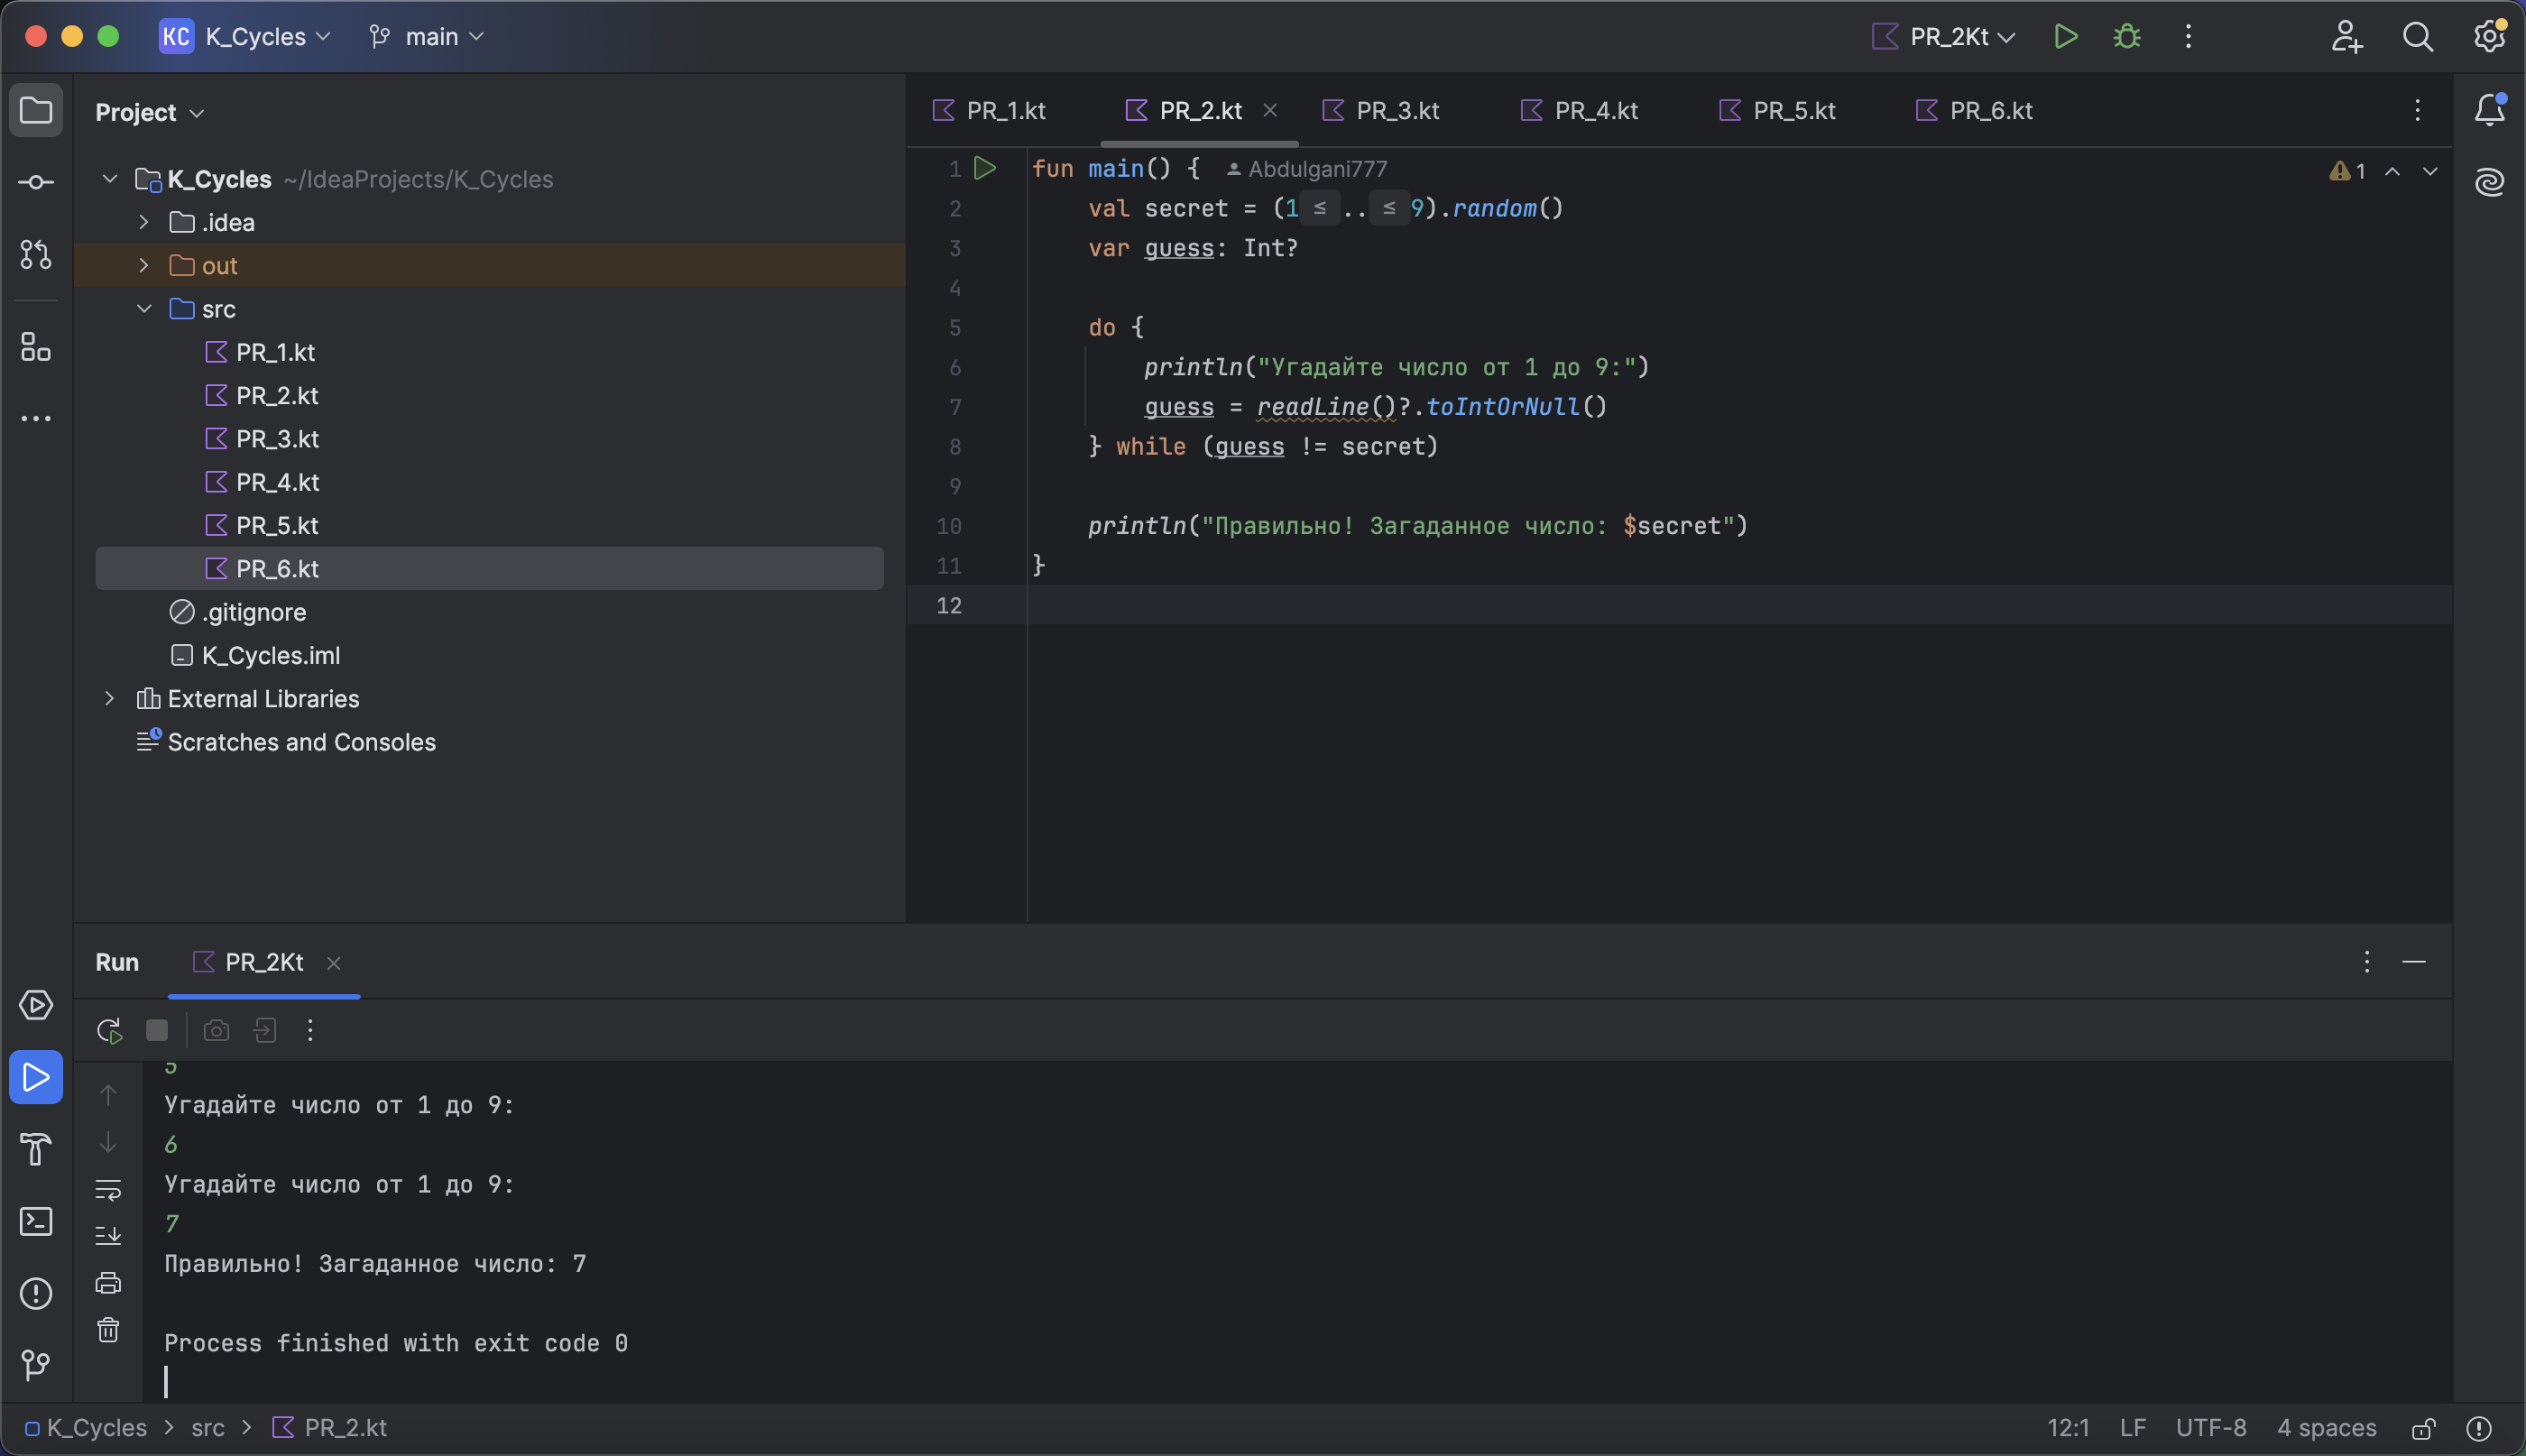 KC K_Cycles main PR_2Kt
Project
K_Cycles ~/IdeaProjects/K_Cycles
.idea
out
src
PR_1.kt
PR_2.kt
PR_3.kt
PR_4.kt
PR_5.kt
PR_6.kt
.gitignore
K_Cycles.iml
External Libraries
Scratches and Consoles
PR_1.kt PR_2.kt PR_3.kt PR_4.kt PR_5.kt PR_6.kt
1 fun main() { Abdulgani777
1
2 val secret = (1 ≤ .. ≤ 9).random()
3 var guess: Int?
4
5 do {
6 println("Угадайте число от 1 до 9:")
7 guess = readLine()?.toIntOrNull()
8 } while (guess != secret)
9
10 println("Правильно! Загаданное число: $secret")
11 }
12
Run PR_2Kt
5
Угадайте число от 1 до 9:
6
Угадайте число от 1 до 9:
7
Правильно! Загаданное число: 7
Process finished with exit code 0
K_Cycles > src > PR_2.kt 12:1 LF UTF-8 4 spaces